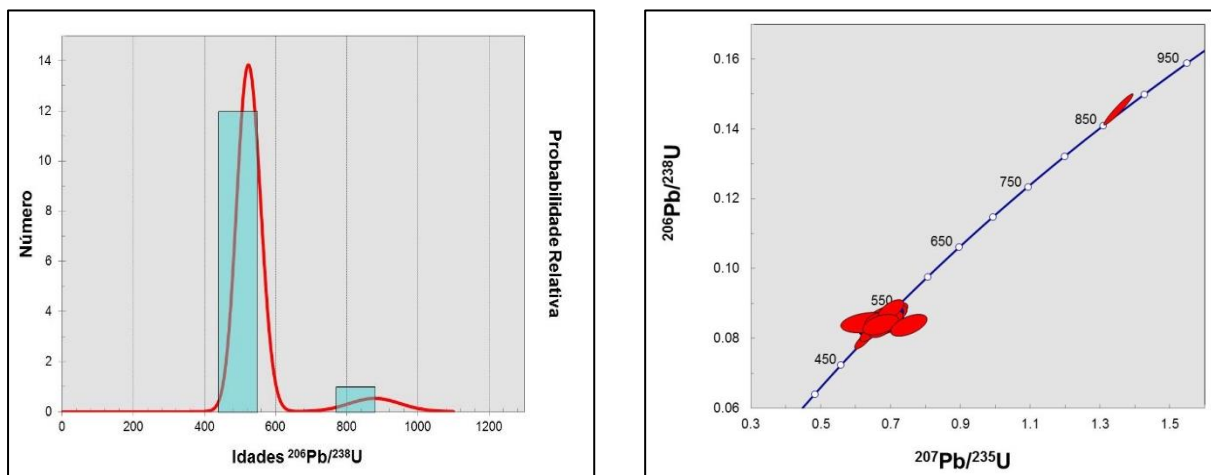 Número
14
12
10
8
6
4
2
0
0 200 400 600 800 1000 1200
Idades ²⁰⁶Pb/²³⁸U
Probabilidade Relativa
²⁰⁶Pb/²³⁸U
0.16
0.14
0.12
0.10
0.08
0.06
950
850
750
650
550
450
0.3 0.5 0.7 0.9 1.1 1.3 1.5
²⁰⁷Pb/²³⁵U